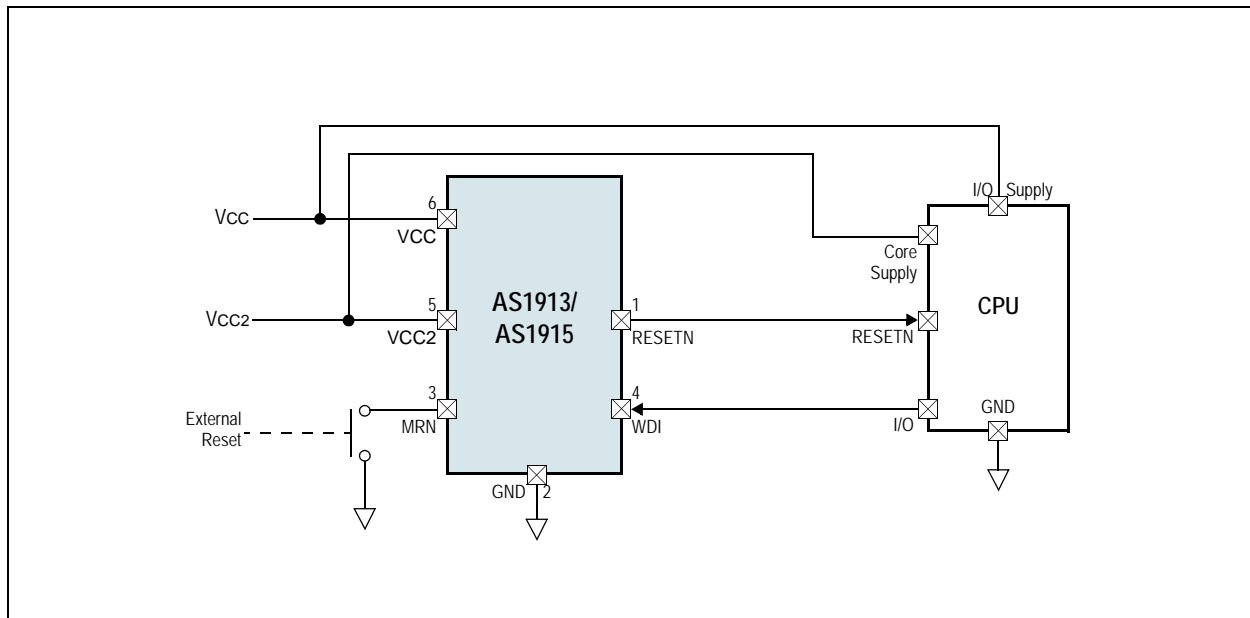 I/O Supply
6
VCC
VCC
Core
Supply
AS1913/
AS1915
CPU
5
VCC2
VCC2
1
RESETN
RESETN
3
MRN
4
WDI
I/O
GND
External
Reset
GND 2